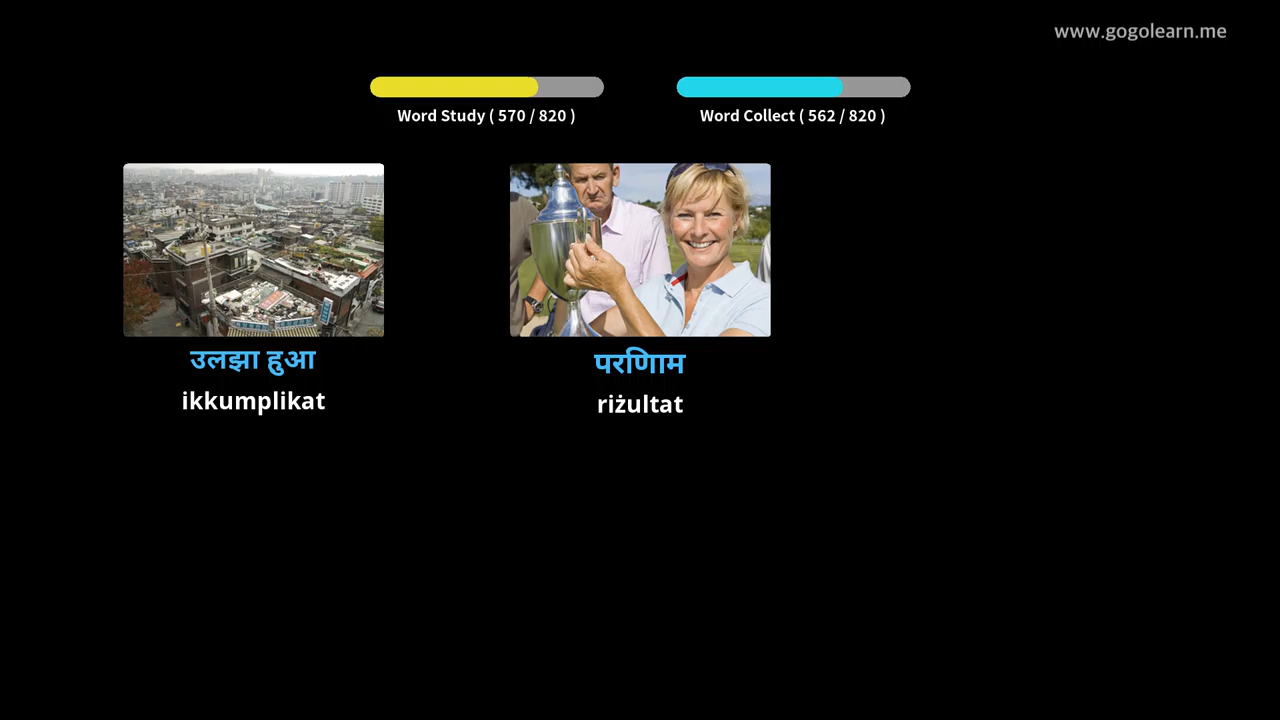 www.gogolearn.me
Word Study ( 570 / 820 )
Word Collect ( 562 / 820 )
उलझा हुआ
ikkumplikat
परिणाम
riżultat